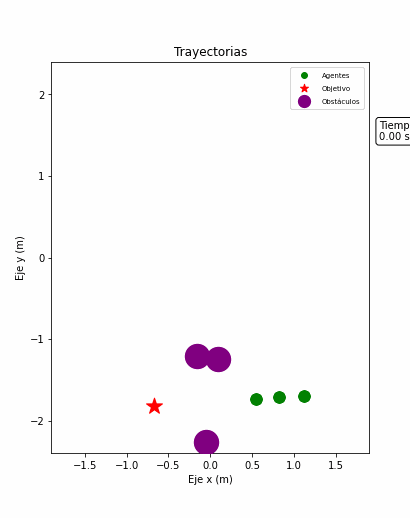 Trayectorias
Agentes
Objetivo
Obstáculos
0.00 s
Eje y (m)
2
1
0
−1
−2
−1.5
−1.0
−0.5
0.0
0.5
1.0
1.5
Eje x (m)